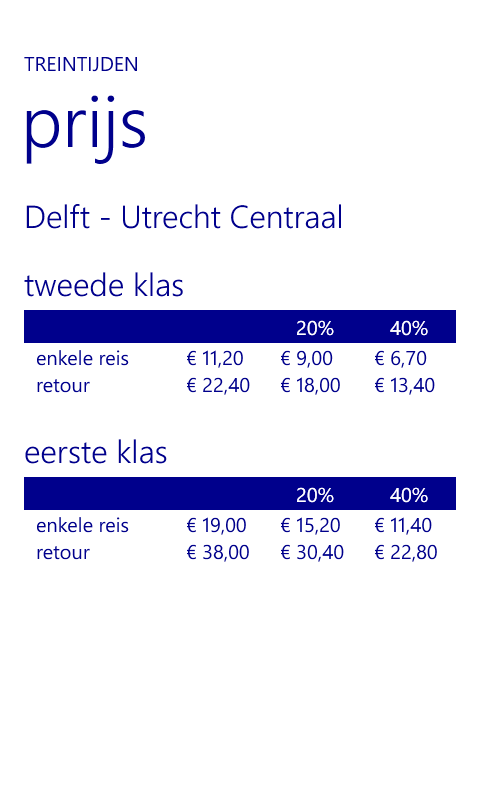 TREINTIJDEN
prijs
Delft - Utrecht Centraal
tweede klas
20% 40%
enkele reis € 11,20 € 9,00 € 6,70
retour € 22,40 € 18,00 € 13,40
eerste klas
20% 40%
enkele reis € 19,00 € 15,20 € 11,40
retour € 38,00 € 30,40 € 22,80